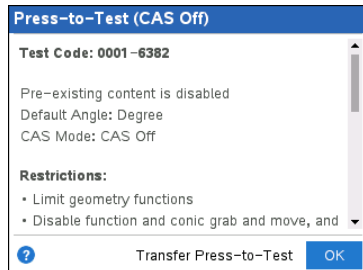 Press-to-Test (CAS Off)
Test Code: 0001-6382
Pre-existing content is disabled
Default Angle: Degree
CAS Mode: CAS Off
Restrictions:
• Limit geometry functions
• Disable function and conic grab and move, and
? Transfer Press-to-Test OK